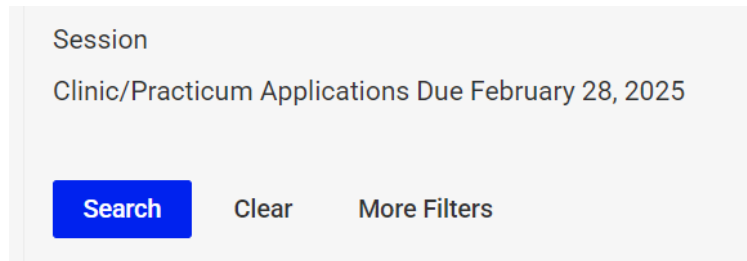 Session
Clinic/Practicum Applications Due February 28, 2025
Search Clear More Filters